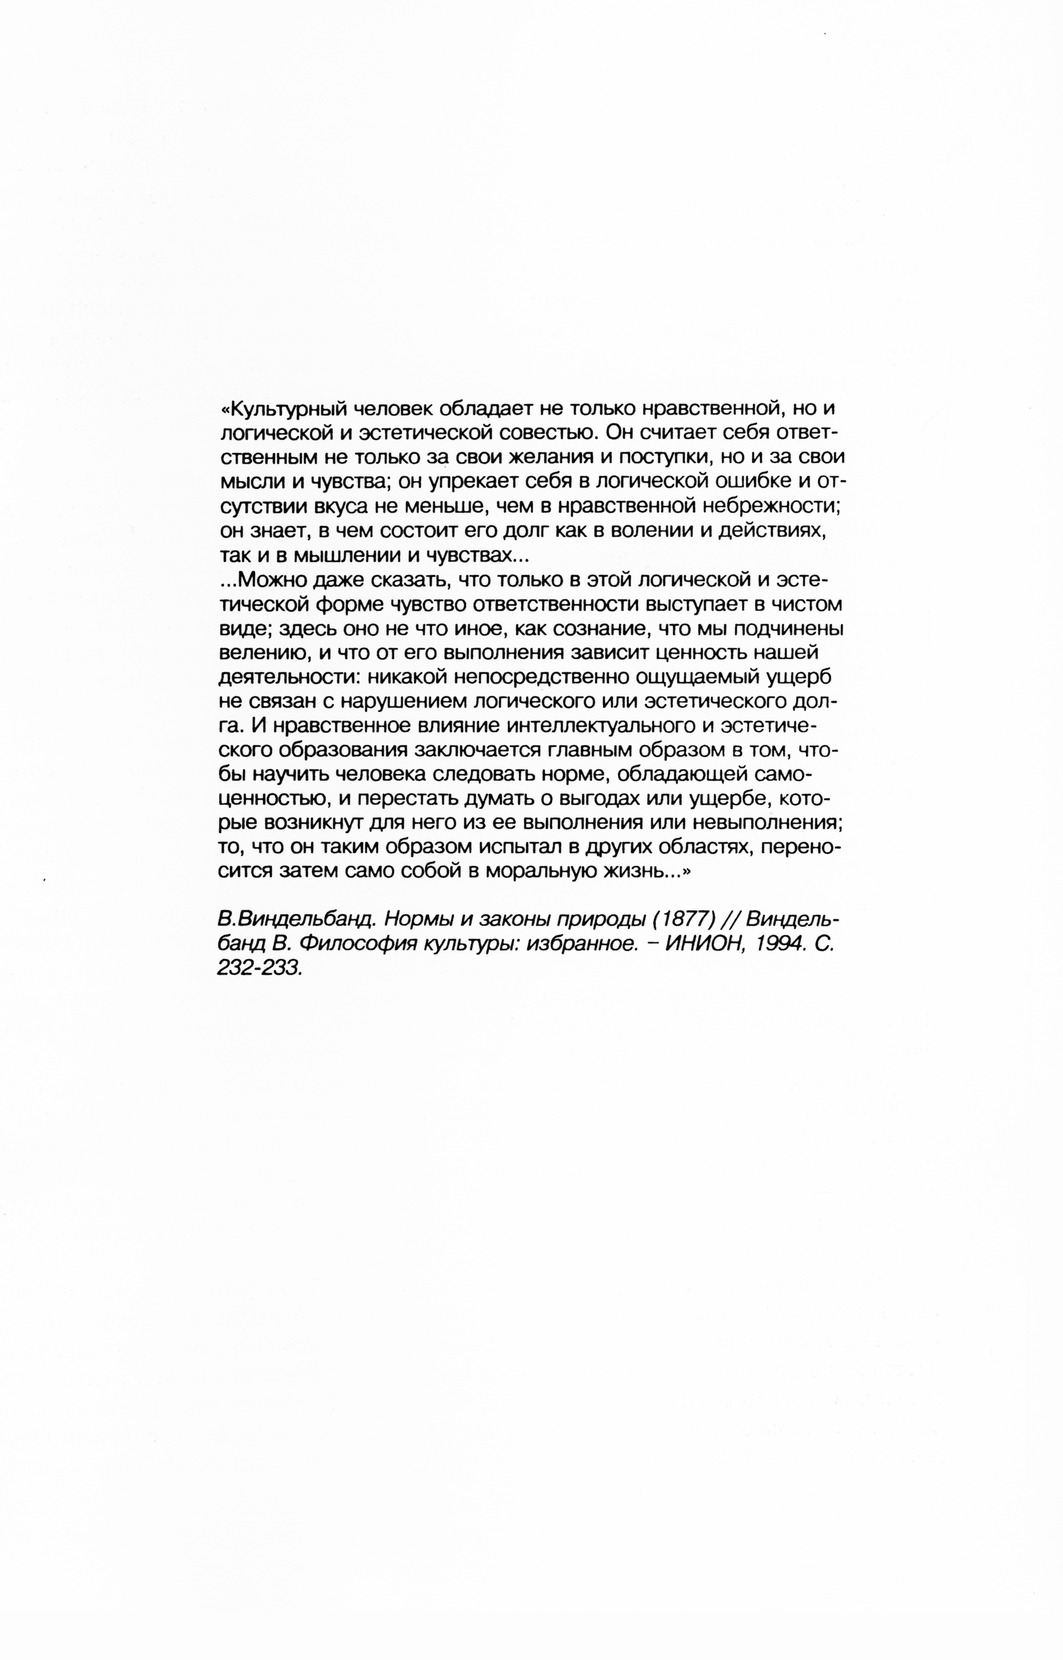 «Культурный человек обладает не только нравственной, но и
логической и эстетической совестью. Он считает себя ответ-
ственным не только за свои желания и поступки, но и за свои
мысли и чувства; он упрекает себя в логической ошибке и от-
сутствии вкуса не меньше, чем в нравственной небрежности;
он знает, в чем состоит его долг как в волении и действиях,
так и в мышлении и чувствах...
...Можно даже сказать, что только в этой логической и эсте-
тической форме чувство ответственности выступает в чистом
виде; здесь оно не что иное, как сознание, что мы подчинены
велению, и что от его выполнения зависит ценность нашей
деятельности: никакой непосредственно ощущаемый ущерб
не связан с нарушением логического или эстетического дол-
га. И нравственное влияние интеллектуального и эстетиче-
ского образования заключается главным образом в том, что-
бы научить человека следовать норме, обладающей само-
ценностью, и перестать думать о выгодах или ущербе, кото-
рые возникнут для него из ее выполнения или невыполнения;
то, что он таким образом испытал в других областях, перено-
сится затем само собой в моральную жизнь...»
В.Виндельбанд. Нормы и законы природы (1877) // Виндель-
банд В. Философия культуры: избранное. – ИНИОН, 1994. С.
232-233.